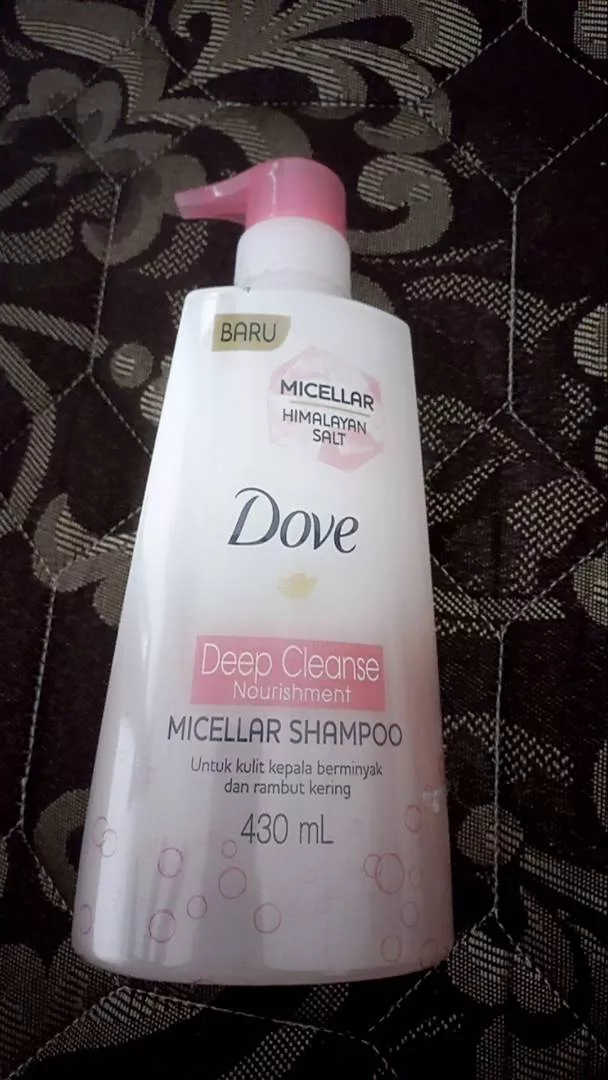 BARU
MICELLAR
HIMALAYAN
SALT
Dove
Deep Cleanse
Nourishment
MICELLAR SHAMPOO
Untuk kulit kepala berminyak
dan rambut kering
430 mL